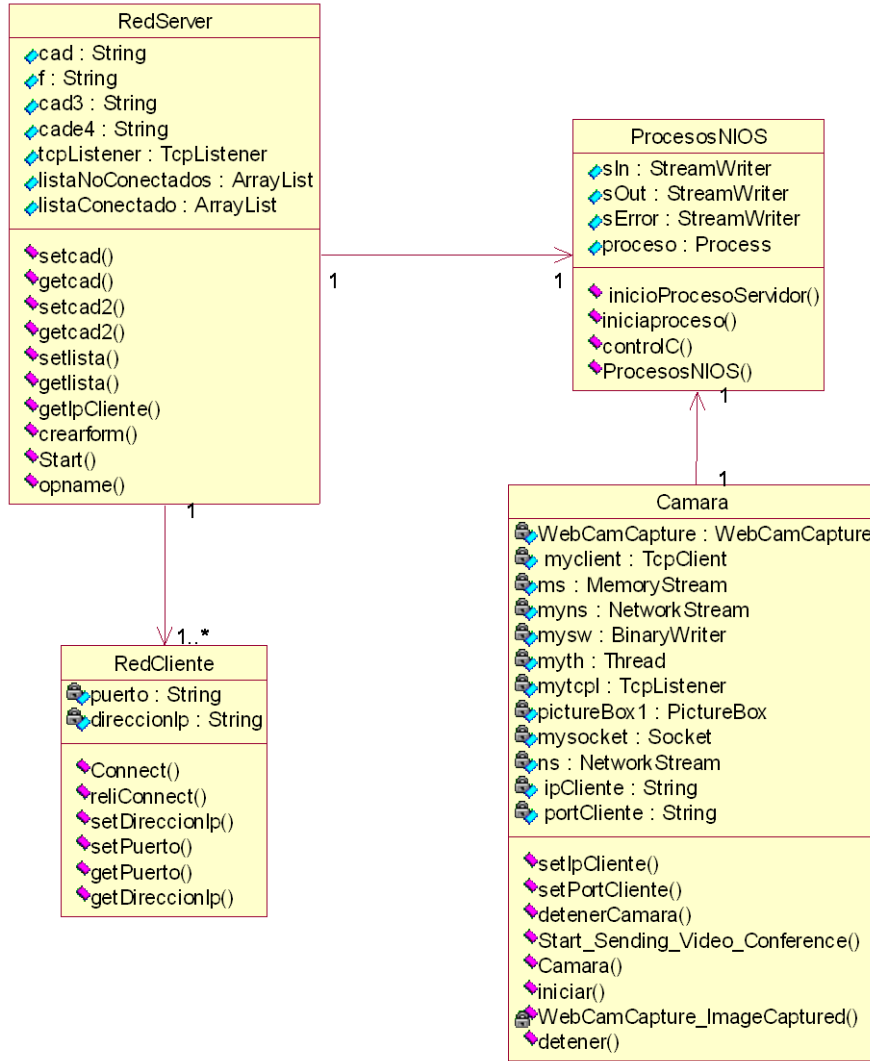 RedServer
cad : String
f : String
cad3 : String
cade4 : String
tcpListener : TcpListener
listaNoConectados : ArrayList
listaConectado : ArrayList
setcad()
getcad()
setcad2()
getcad2()
setlista()
getlista()
getIpCliente()
crearform()
Start()
opname()
1
1
ProcesosNIOS
sIn : StreamWriter
sOut : StreamWriter
sError : StreamWriter
proceso : Process
inicioProcesoServidor()
iniciaproceso()
controlC()
ProcesosNIOS()
1
1
1
1..*
RedCliente
puerto : String
direccionIp : String
Connect()
reliConnect()
setDireccionIp()
setPuerto()
getPuerto()
getDireccionIp()
Camara
WebCamCapture : WebCamCapture
myclient : TcpClient
ms : MemoryStream
myns : NetworkStream
mysw : BinaryWriter
myth : Thread
mytcpl : TcpListener
pictureBox1 : PictureBox
mysocket : Socket
ns : NetworkStream
ipCliente : String
portCliente : String
setIpCliente()
setPortCliente()
detenerCamara()
Start_Sending_Video_Conference()
Camara()
iniciar()
WebCamCapture_ImageCaptured()
detener()